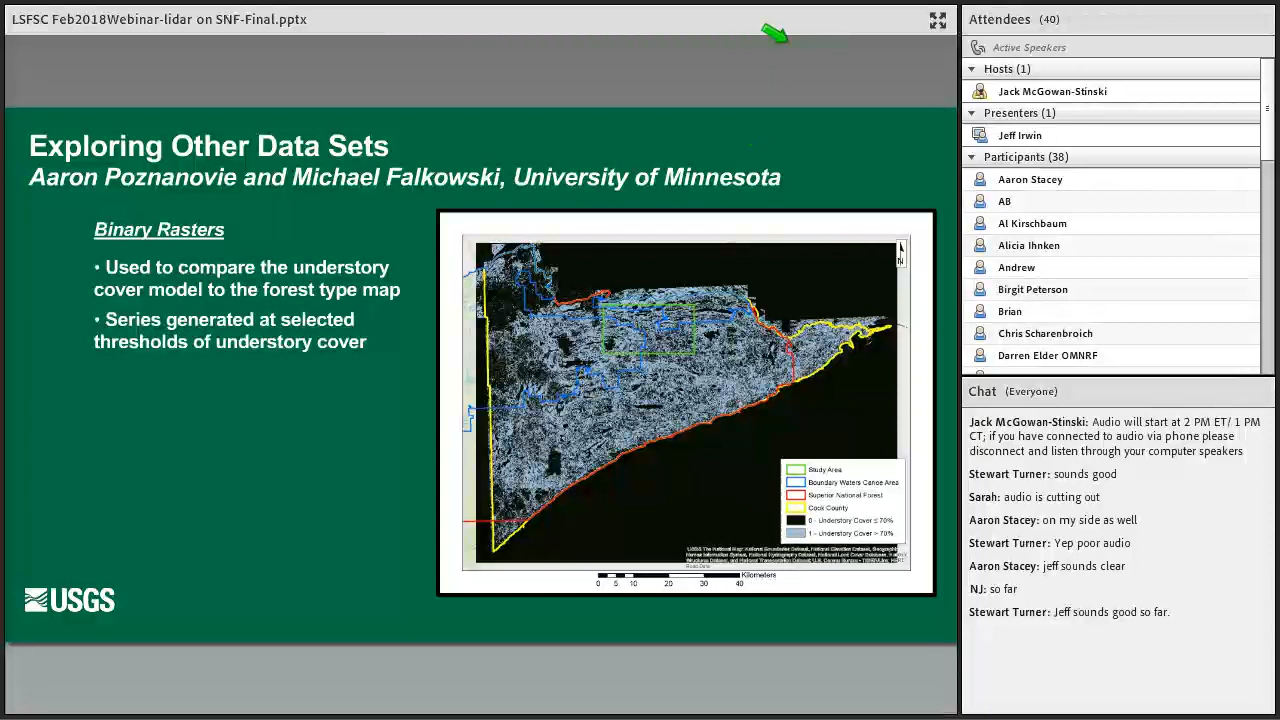 LSFSC Feb2018Webinar-lidar on SNF-Final.pptx
Exploring Other Data Sets
Aaron Poznanovie and Michael Falkowski, University of Minnesota
Binary Rasters
• Used to compare the understory
cover model to the forest type map
• Series generated at selected
thresholds of understory cover
N
Study Area
Boundary Waters Canoe Area
Superior National Forest
Cook County
0 - Understory Cover ≤ 70%
1 - Understory Cover > 70%
Kilometers
0 5 10 20 30 40
USGS
Attendees (40)
Active Speakers
Hosts (1)
Jack McGowan-Stinski
Presenters (1)
Jeff Irwin
Participants (38)
Aaron Stacey
AB
Al Kirschbaum
Alicia Ihnken
Andrew
Birgit Peterson
Brian
Chris Scharenbroich
Darren Elder OMNRF
Chat (Everyone)
Jack McGowan-Stinski: Audio will start at 2 PM ET/ 1 PM
CT; if you have connected to audio via phone please
disconnect and listen through your computer speakers
Stewart Turner: sounds good
Sarah: audio is cutting out
Aaron Stacey: on my side as well
Stewart Turner: Yep poor audio
Aaron Stacey: jeff sounds clear
NJ: so far
Stewart Turner: Jeff sounds good so far.